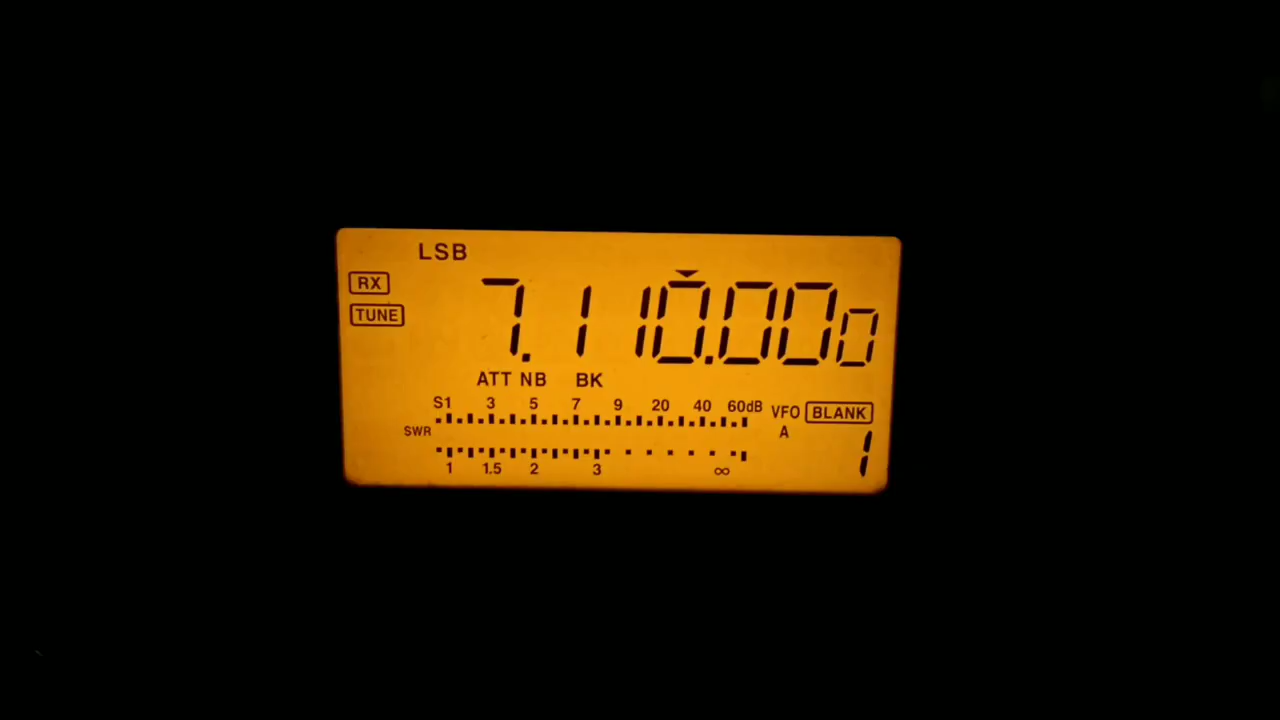 LSB
RX
7.110.000
TUNE
ATT NB BK
S1 3 5 7 9 20 40 60dB
VFO BLANK
SWR
A
1
1 1.5 2 3 ∞